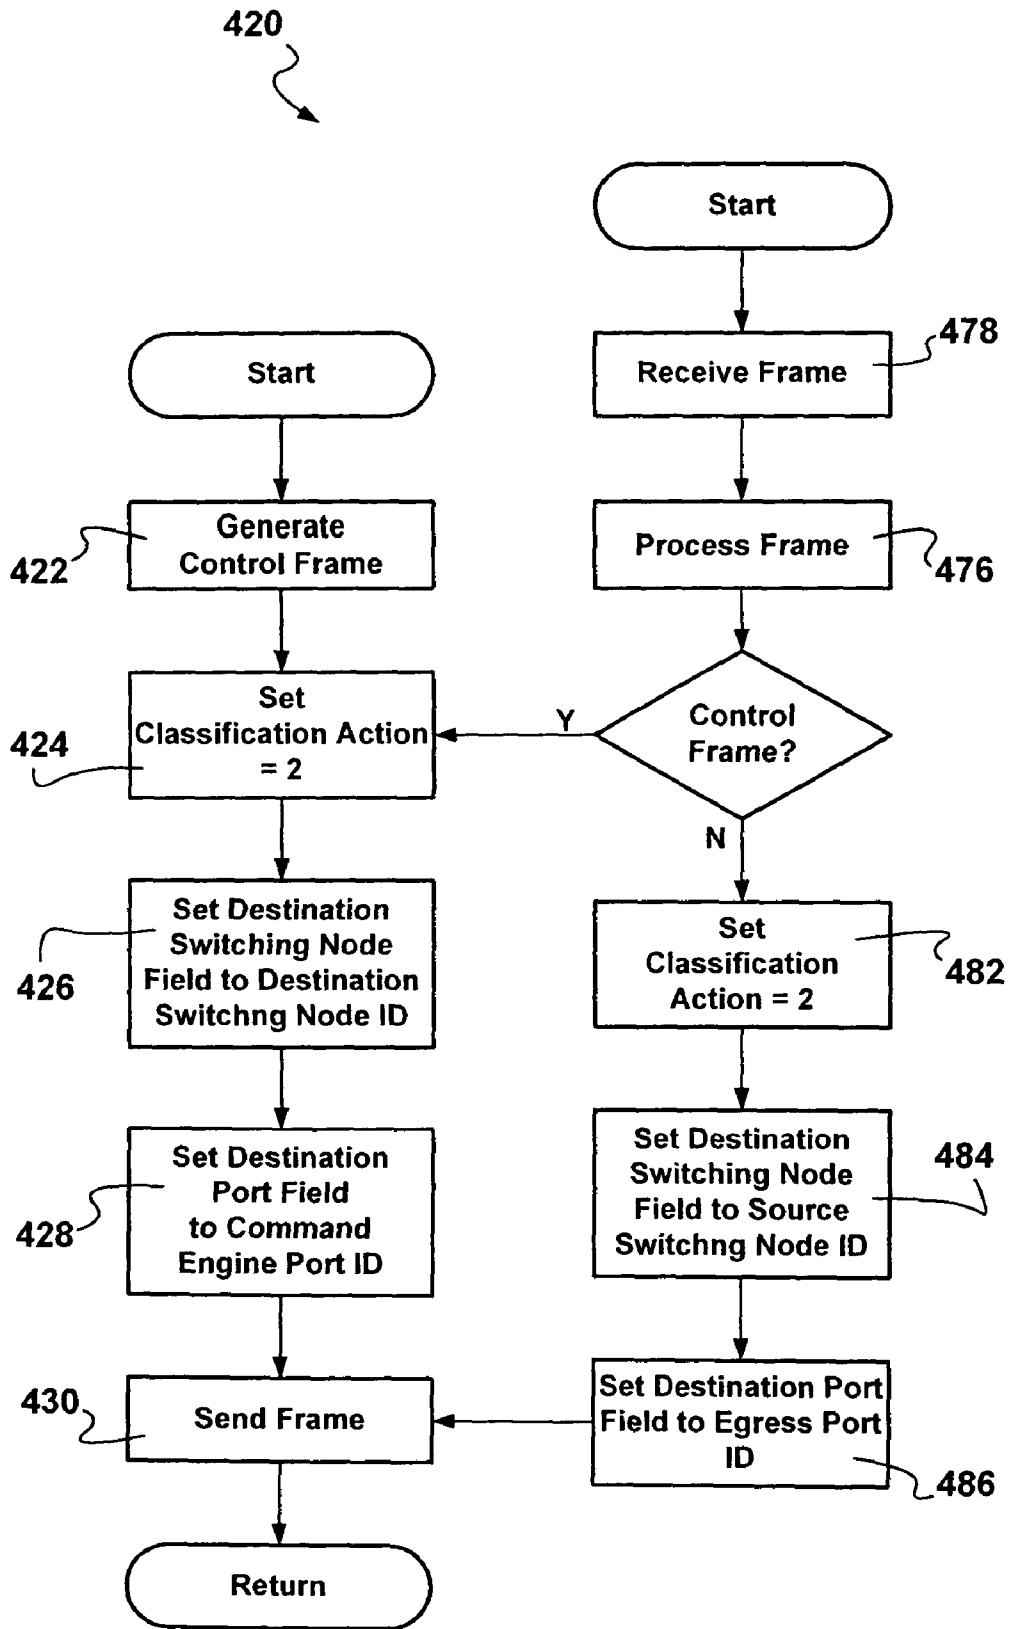 420
Start
Receive Frame
478
Process Frame
476
Control
Frame?
Y
N
Set
Classification
Action = 2
482
Set Destination
Switching Node
Field to Source
Switchng Node ID
484
Set Destination Port
Field to Egress Port
ID
486
Start
Generate
Control Frame
422
Set
Classification Action
= 2
424
Set Destination
Switching Node
Field to Destination
Switchng Node ID
426
Set Destination
Port Field
to Command
Engine Port ID
428
Send Frame
430
Return